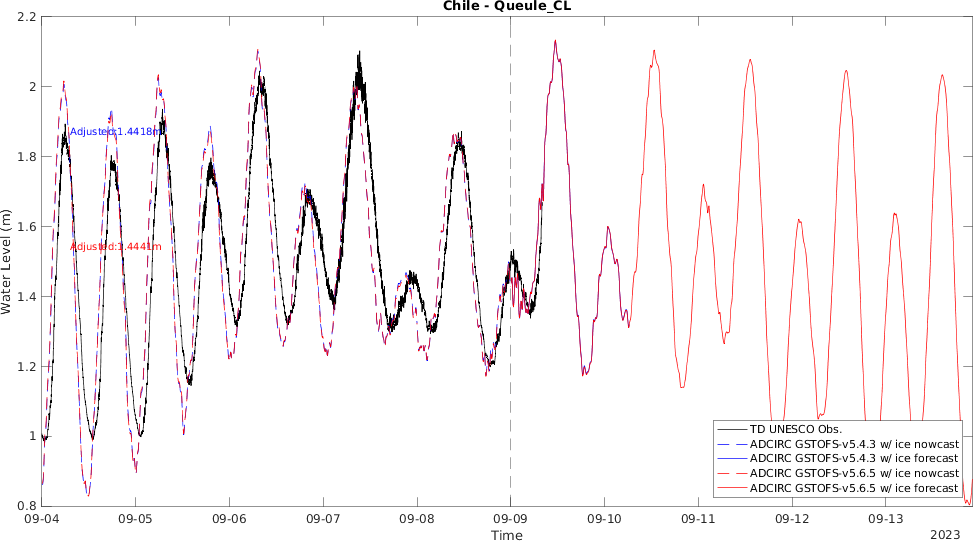 Chile - Queule_CL
2.2
2
1.8
1.6
1.4
1.2
1
0.8
Water Level (m)
Adjusted:1.4418m
Adjusted:1.4441m
TD UNESCO Obs.
ADCIRC GSTOFS-v5.4.3 w/ ice nowcast
ADCIRC GSTOFS-v5.4.3 w/ ice forecast
ADCIRC GSTOFS-v5.6.5 w/ ice nowcast
ADCIRC GSTOFS-v5.6.5 w/ ice forecast
09-04 09-05 09-06 09-07 09-08 09-09 09-10 09-11 09-12 09-13
Time
2023